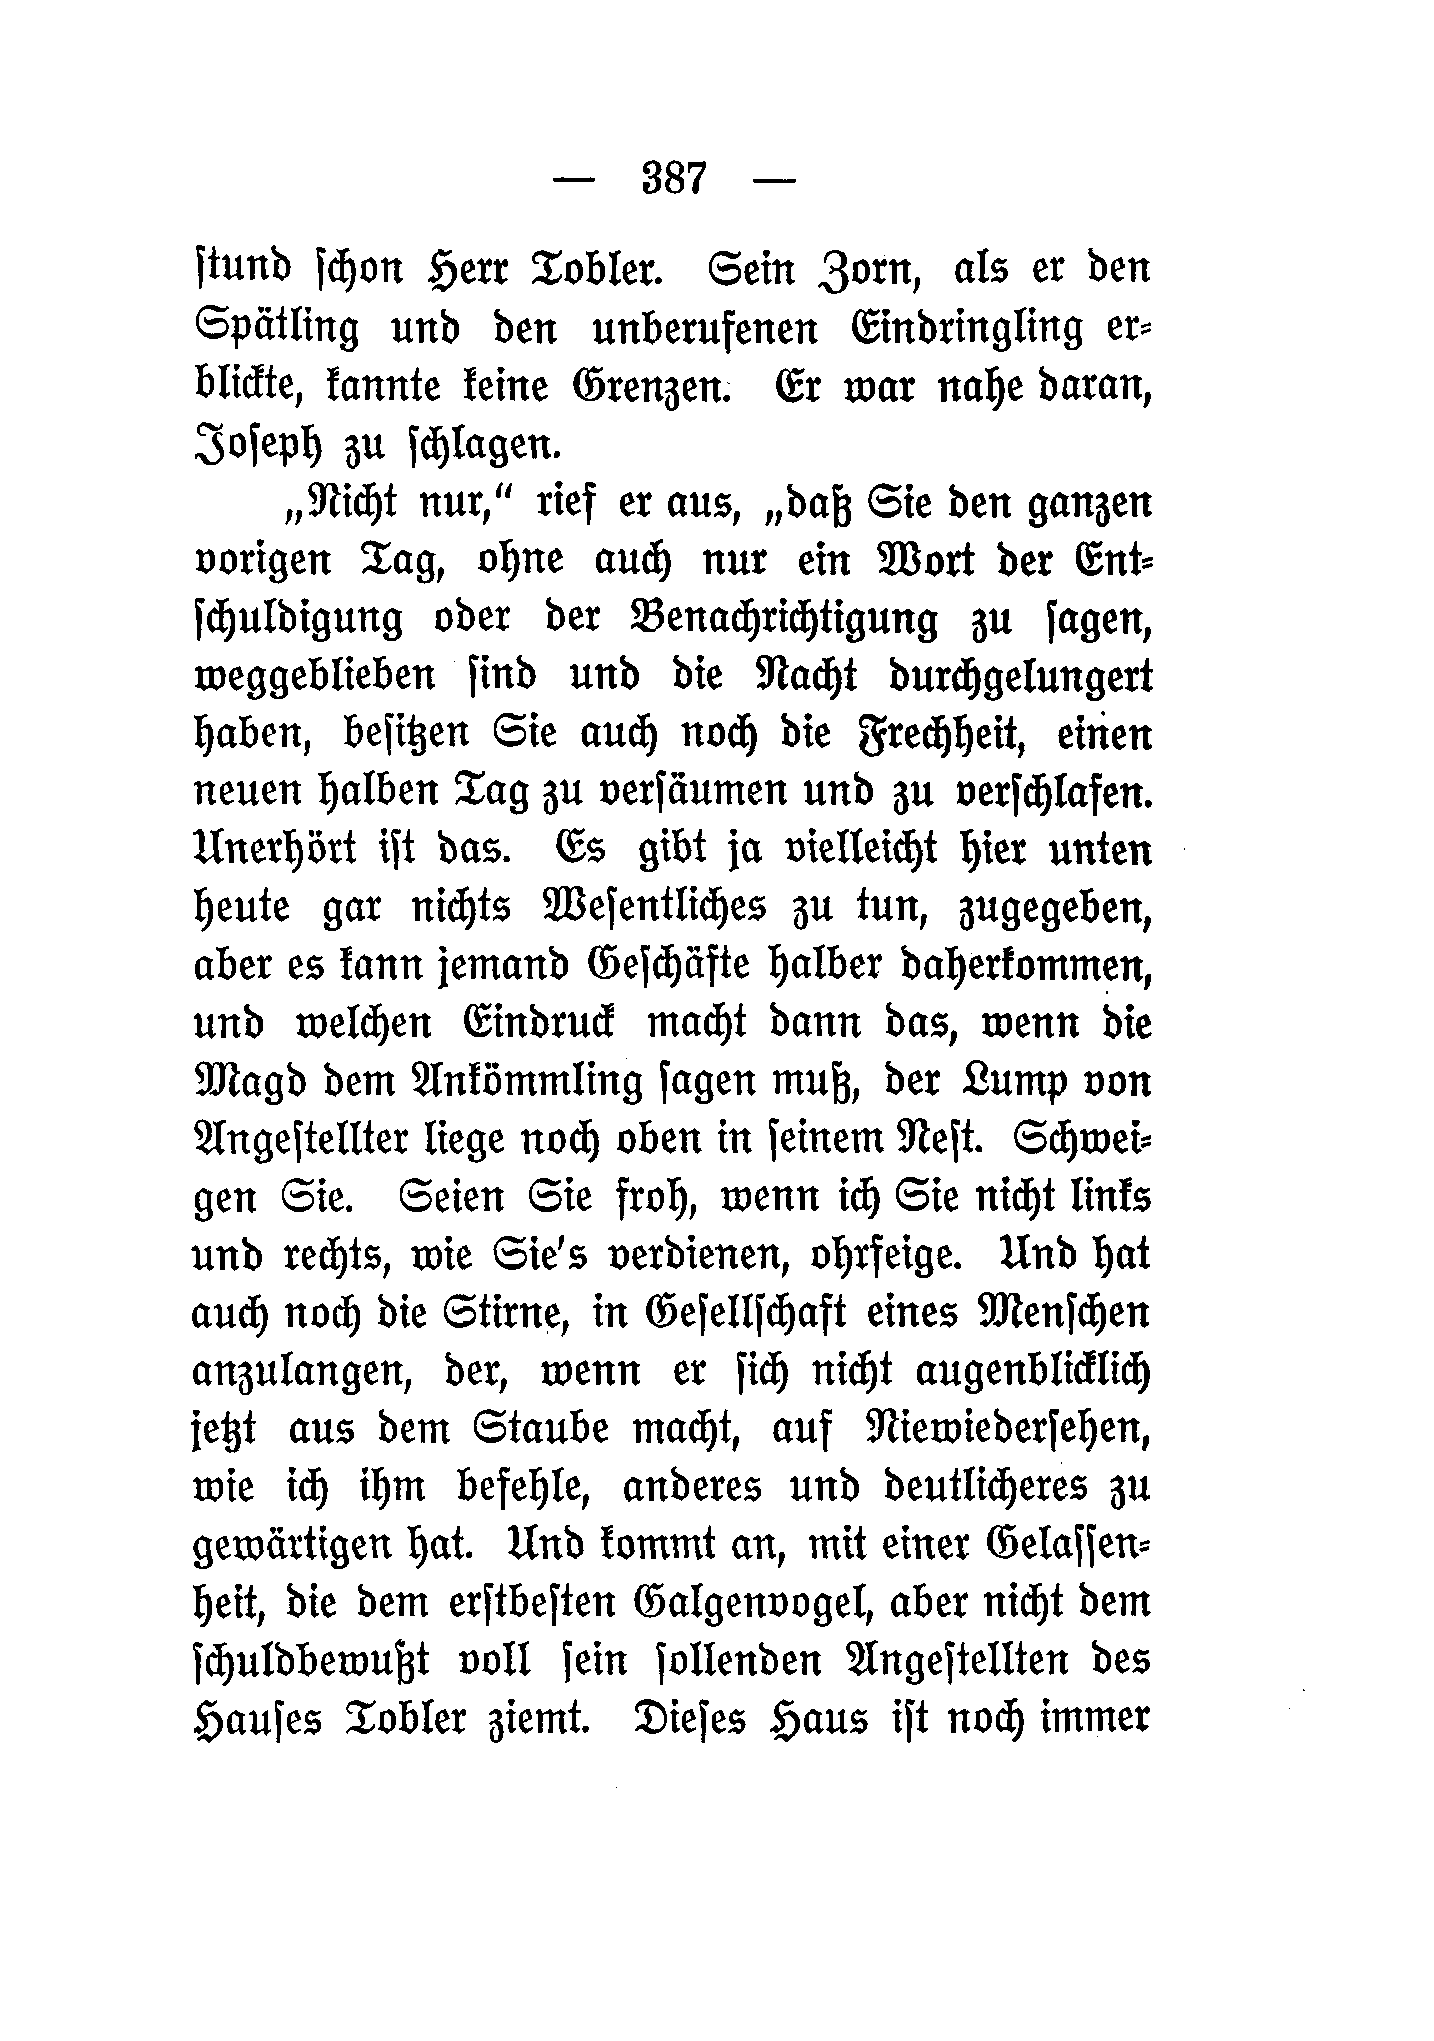 — 387 —
ſtund ſchon Herr Tobler. Sein Zorn, als er den
Spätling und den unberufenen Eindringling er⸗
blickte, kannte keine Grenzen. Er war nahe daran,
Joſeph zu ſchlagen.
„Nicht nur,“ rief er aus, „daß Sie den ganzen
vorigen Tag, ohne auch nur ein Wort der Ent⸗
ſchuldigung oder der Benachrichtigung zu ſagen,
weggeblieben ſind und die Nacht durchgelungert
haben, beſitzen Sie auch noch die Frechheit, einen
neuen halben Tag zu verſäumen und zu verſchlafen.
Unerhört iſt das. Es gibt ja vielleicht hier unten
heute gar nichts Weſentliches zu tun, zugegeben,
aber es kann jemand Geſchäfte halber daherkommen,
und welchen Eindruck macht dann das, wenn die
Magd dem Ankömmling ſagen muß, der Lump von
Angeſtellter liege noch oben in ſeinem Neſt. Schwei⸗
gen Sie. Seien Sie froh, wenn ich Sie nicht links
und rechts, wie Sie's verdienen, ohrfeige. Und hat
auch noch die Stirne, in Geſellſchaft eines Menſchen
anzulangen, der, wenn er ſich nicht augenblicklich
jetzt aus dem Staube macht, auf Niewiederſehen,
wie ich ihm befehle, anderes und deutlicheres zu
gewärtigen hat. Und kommt an, mit einer Gelaſſen⸗
heit, die dem erſtbeſten Galgenvogel, aber nicht dem
ſchuldbewußt voll ſein ſollenden Angeſtellten des
Hauſes Tobler ziemt. Dieſes Haus iſt noch immer